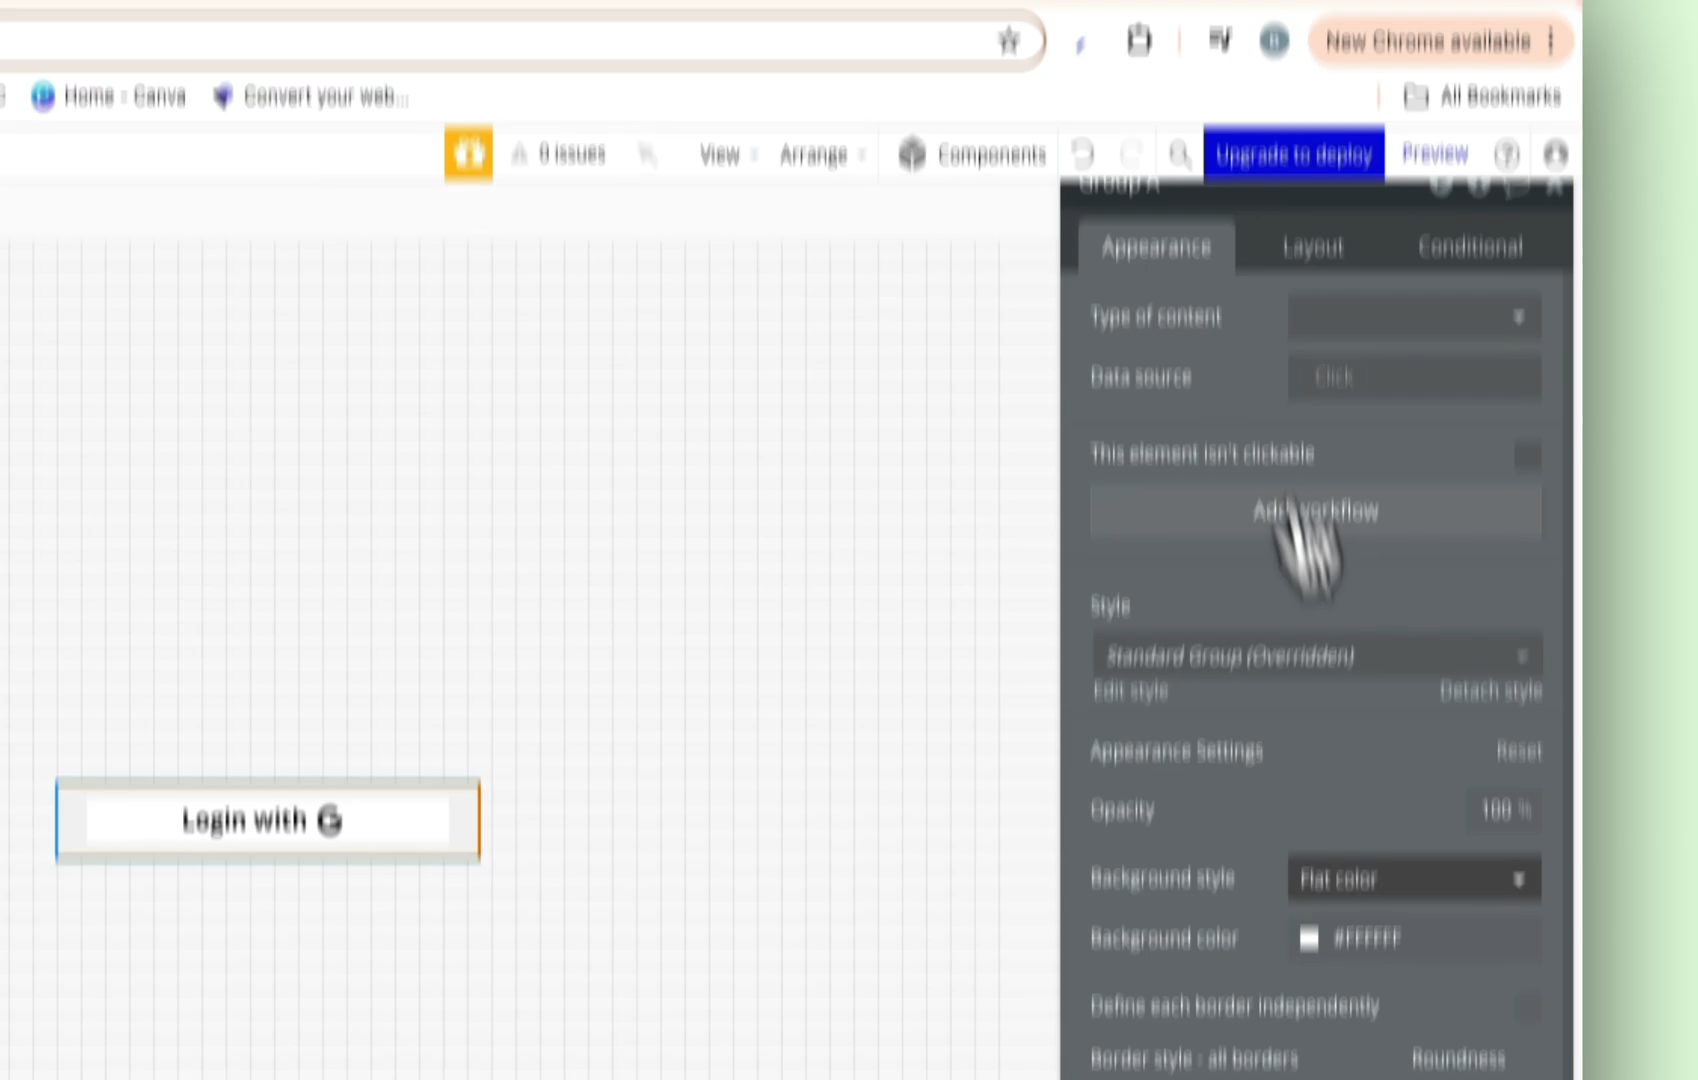 New Chrome available
Home - Canva
Convert your web...
All Bookmarks
0 issues
View
Arrange
Components
Upgrade to deploy
Preview
Group A
Appearance
Layout
Conditional
Type of content
Data source
Click
This element isn't clickable
Add workflow
Style
Standard Group (Overridden)
Edit style
Detach style
Appearance Settings
Reset
Opacity
100 %
Login with G
Background style
Flat color
Background color
#FFFFFF
Define each border independently
Border style - all borders
Roundness